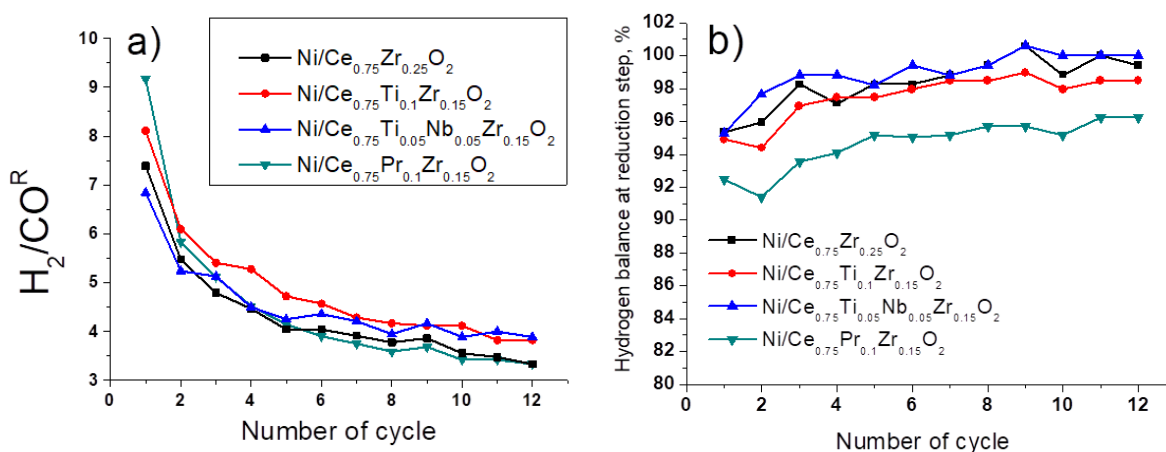 a)
Ni/Ce0.75Zr0.25O2
Ni/Ce0.75Ti0.1Zr0.15O2
Ni/Ce0.75Ti0.05Nb0.05Zr0.15O2
Ni/Ce0.75Pr0.1Zr0.15O2
H2/CO^R
10
9
8
7
6
5
4
3
0 2 4 6 8 10 12
Number of cycle
b)
Hydrogen balance at reduction step, %
104
102
100
98
96
94
92
90
88
86
84
82
80
Ni/Ce0.75Zr0.25O2
Ni/Ce0.75Ti0.1Zr0.15O2
Ni/Ce0.75Ti0.05Nb0.05Zr0.15O2
Ni/Ce0.75Pr0.1Zr0.15O2
0 2 4 6 8 10 12
Number of cycle